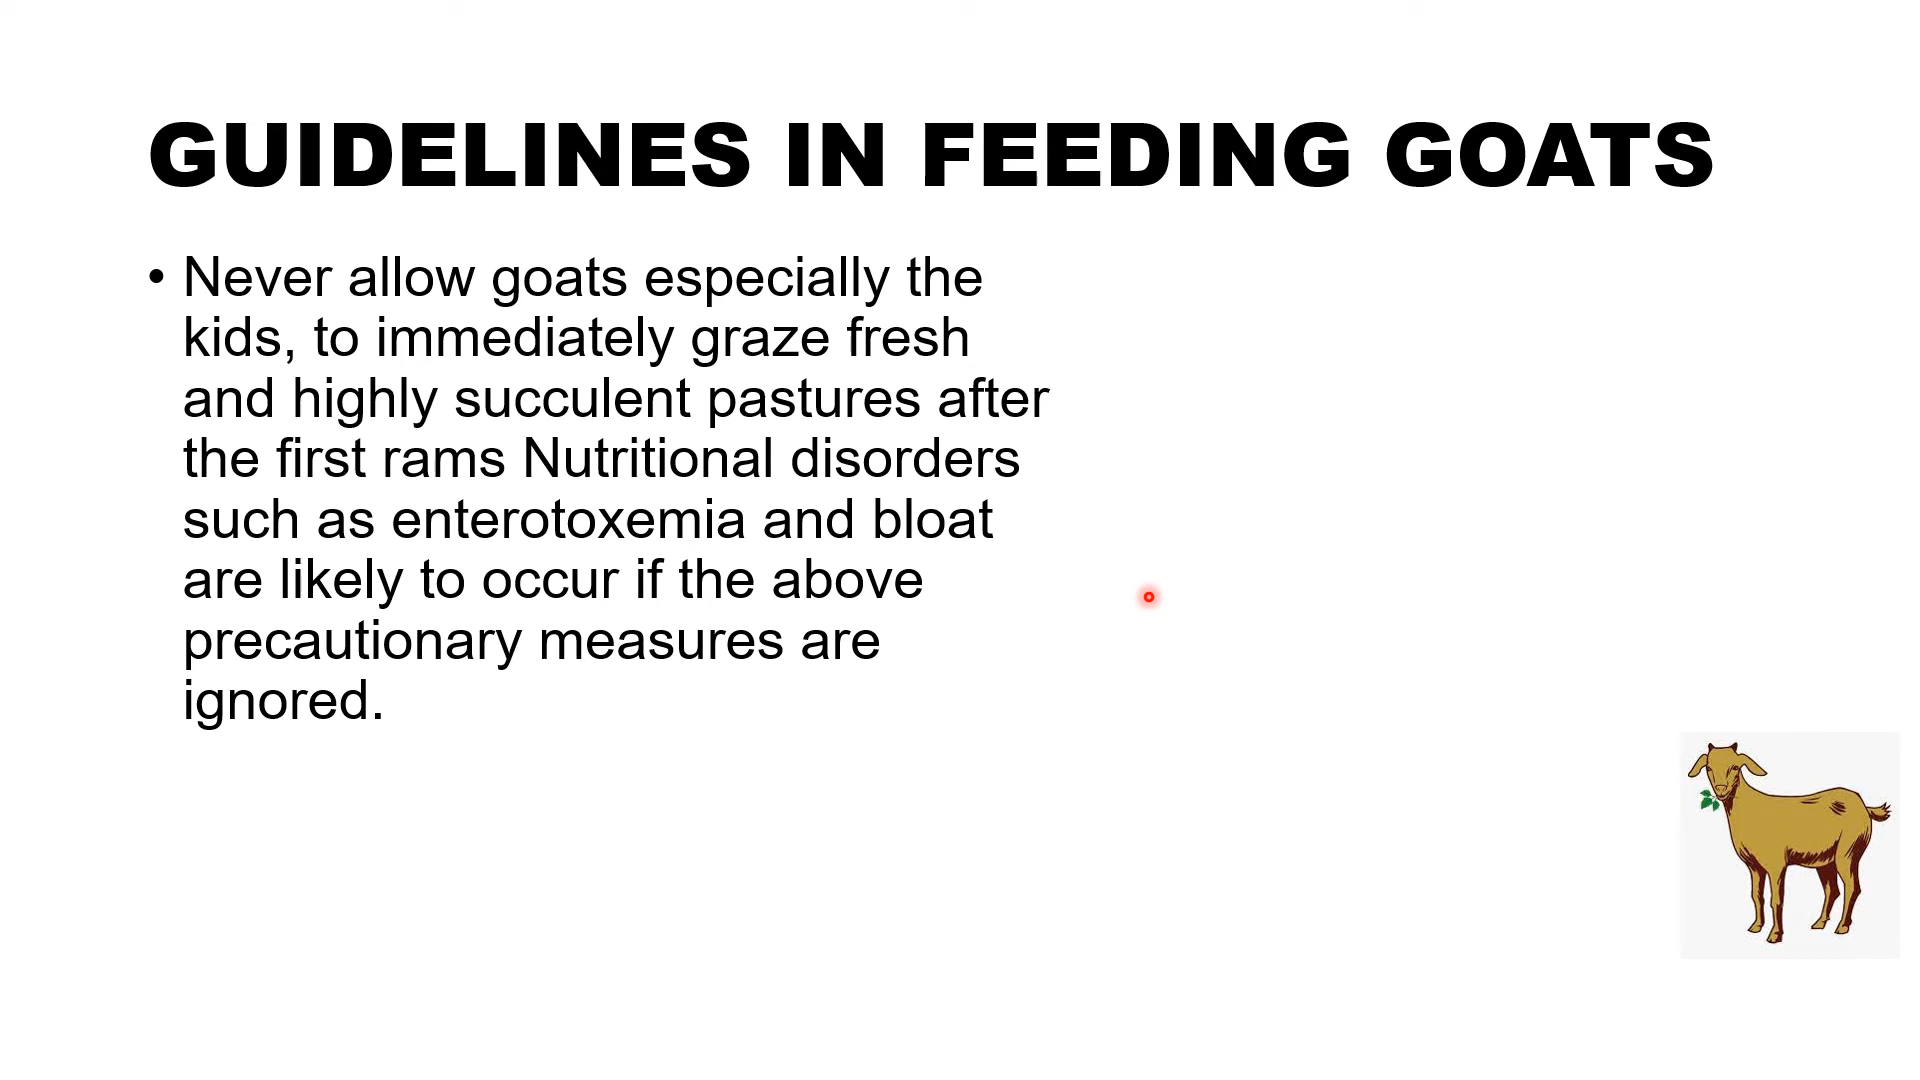 GUIDELINES IN FEEDING GOATS
• Never allow goats especially the
kids, to immediately graze fresh
and highly succulent pastures after
the first rams Nutritional disorders
such as enterotoxemia and bloat
are likely to occur if the above
precautionary measures are
ignored.